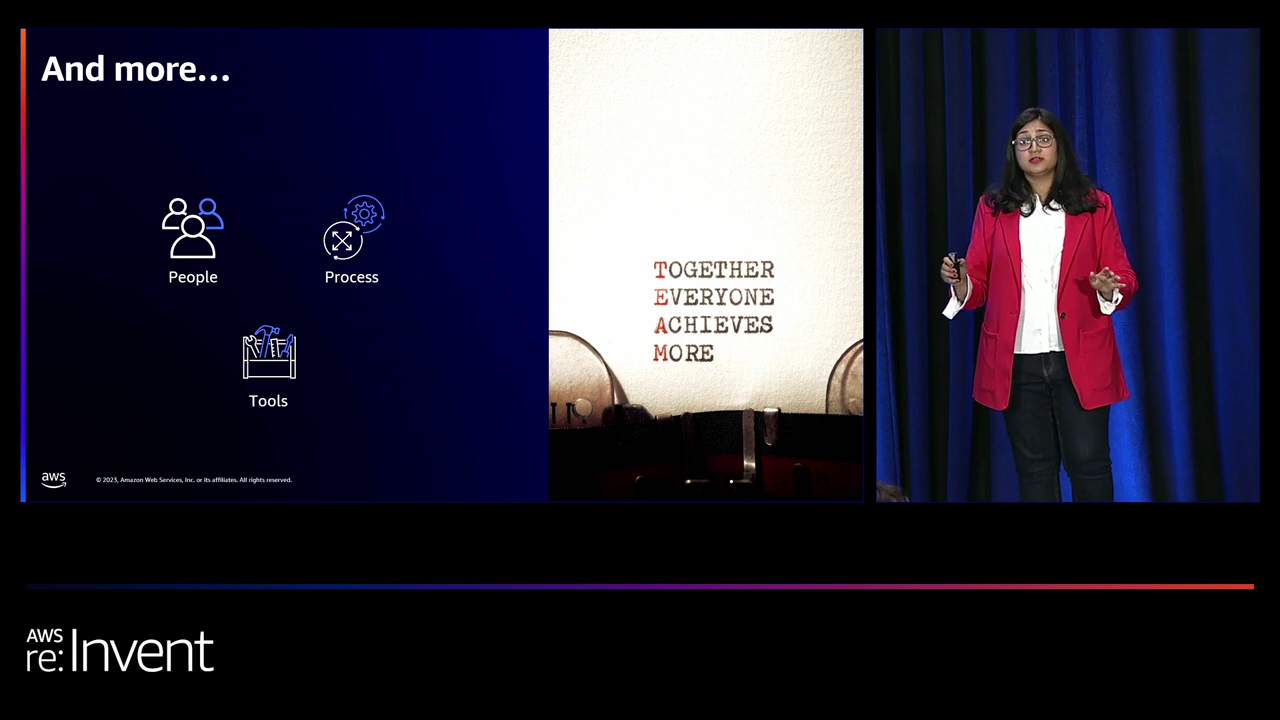 And more...
People
Process
Tools
aws
© 2023, Amazon Web Services, Inc. or its affiliates. All rights reserved.
TOGETHER
EVERYONE
ACHIEVES
MORE
AWS
re:Invent